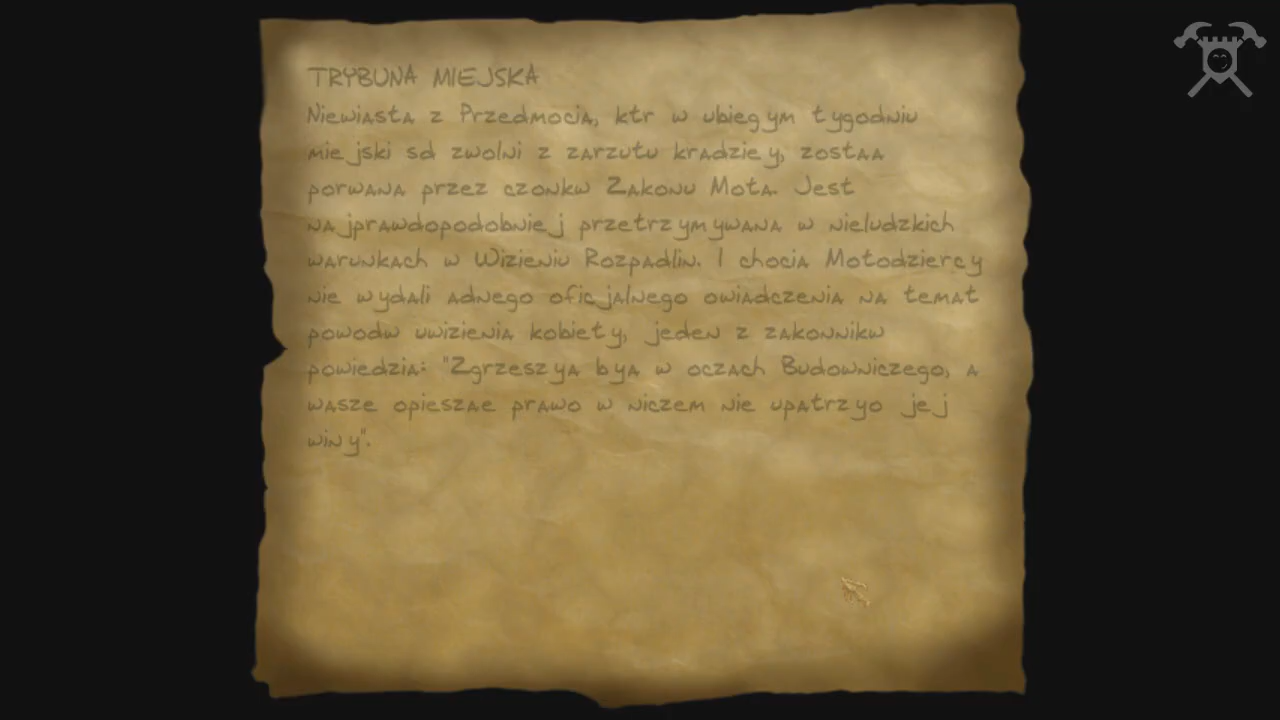 TRYBUNA MIEJSKA
Niewiasta z Przedmocia, ktr w ubiegym tygodniu
miejski sd zwolni z zarzutu kradziey, zostaa
porwana przez czonkw Zakonu Mota. Jest
najprawdopodobniej przetrzymywana w nieludzkich
warunkach w Wizieniu Rozpadlin. I chocia Motodziercy
nie wydali adnego oficjalnego owiadczenia na temat
powodw uwizienia kobiety, jeden z zakonnikw
powiedzia: "Zgrzeszya bya w oczach Budowniczego, a
wasze opieszae prawo w niczem nie upatrzyo jej
winy".